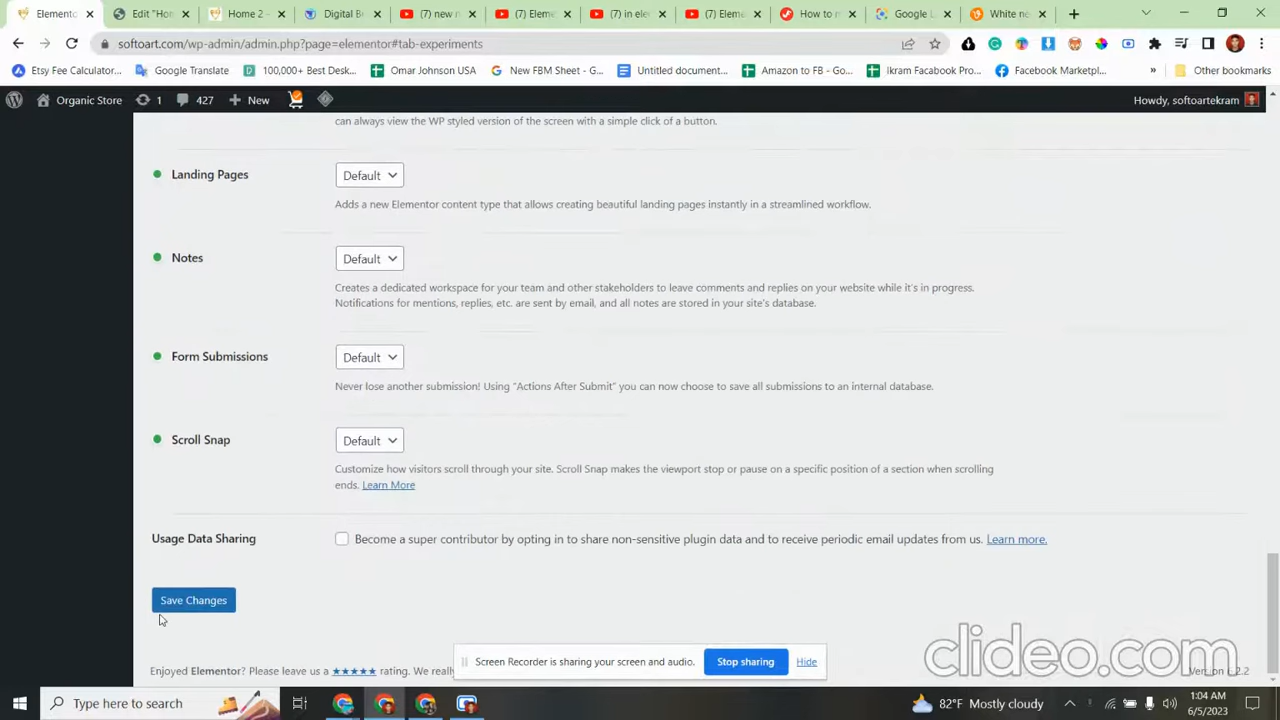 Elemento
Edit "Hon
Home 2 -
Digital B
(7) new r
(7) Eleme
(7) in ele
(7) Eleme
How to n
Google L
White ne
softoart.com/wp-admin/admin.php?page=elementor#tab-experiments
Etsy Fee Calculator...
Google Translate
100,000+ Best Desk...
Omar Johnson USA
New FBM Sheet - G...
Untitled document...
Amazon to FB - Go...
Ikram Facabook Pro...
Facebook Marketpl...
»
Other bookmarks
Organic Store
1
427
New
Howdy, softoartekram
can always view the WP styled version of the screen with a simple click of a button.
Landing Pages
Default
Adds a new Elementor content type that allows creating beautiful landing pages instantly in a streamlined workflow.
Notes
Default
Creates a dedicated workspace for your team and other stakeholders to leave comments and replies on your website while it's in progress.
Notifications for mentions, replies, etc. are sent by email, and all notes are stored in your site's database.
Form Submissions
Default
Never lose another submission! Using "Actions After Submit" you can now choose to save all submissions to an internal database.
Scroll Snap
Default
Customize how visitors scroll through your site. Scroll Snap makes the viewport stop or pause on a specific position of a section when scrolling
ends. Learn More
Usage Data Sharing
Become a super contributor by opting in to share non-sensitive plugin data and to receive periodic email updates from us. Learn more.
Save Changes
Screen Recorder is sharing your screen and audio.
Stop sharing
Hide
clideo.com
Enjoyed Elementor? Please leave us a ★★★★★ rating. We really
Version 6.2.2
Type here to search
82°F Mostly cloudy
1:04 AM
6/5/2023